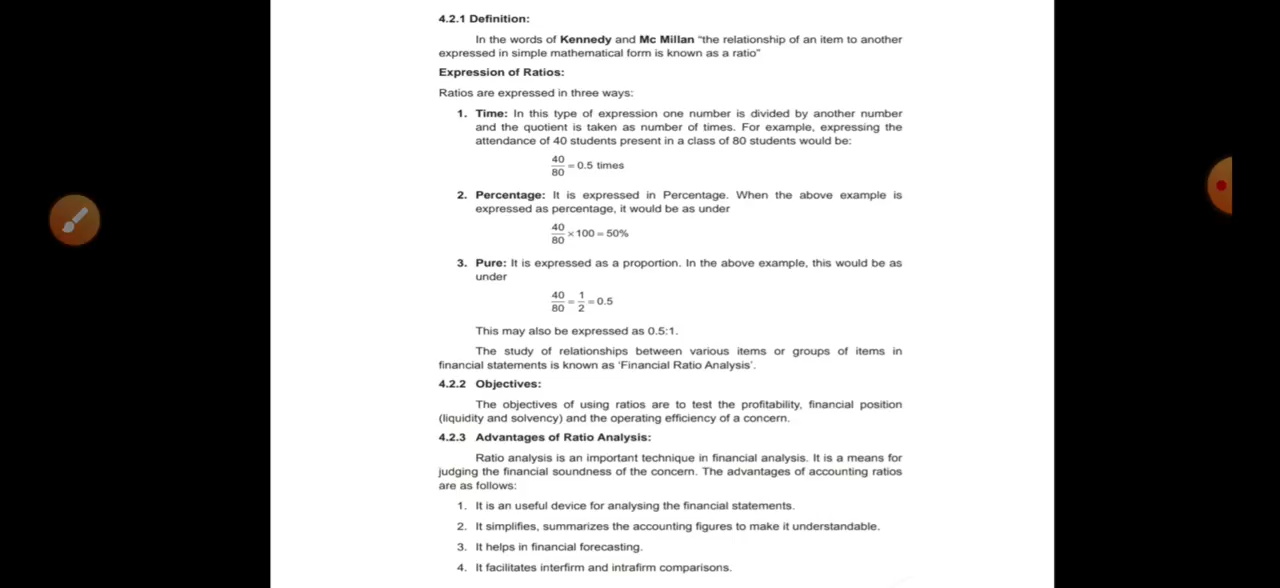 4.2.1 Definition:
In the words of Kennedy and Mc Millan "the relationship of an item to another
expressed in simple mathematical form is known as a ratio"
Expression of Ratios:
Ratios are expressed in three ways:
1. Time: In this type of expression one number is divided by another number
and the quotient is taken as number of times. For example, expressing the
attendance of 40 students present in a class of 80 students would be:
40/80 = 0.5 times
2. Percentage: It is expressed in Percentage. When the above example is
expressed as percentage, it would be as under
40/80 × 100 = 50%
3. Pure: It is expressed as a proportion. In the above example, this would be as
under
40/80 = 1/2 = 0.5
This may also be expressed as 0.5:1.
The study of relationships between various items or groups of items in
financial statements is known as 'Financial Ratio Analysis'.
4.2.2 Objectives:
The objectives of using ratios are to test the profitability, financial position
(liquidity and solvency) and the operating efficiency of a concern.
4.2.3 Advantages of Ratio Analysis:
Ratio analysis is an important technique in financial analysis. It is a means for
judging the financial soundness of the concern. The advantages of accounting ratios
are as follows:
1. It is an useful device for analysing the financial statements.
2. It simplifies, summarizes the accounting figures to make it understandable.
3. It helps in financial forecasting.
4. It facilitates interfirm and intrafirm comparisons.